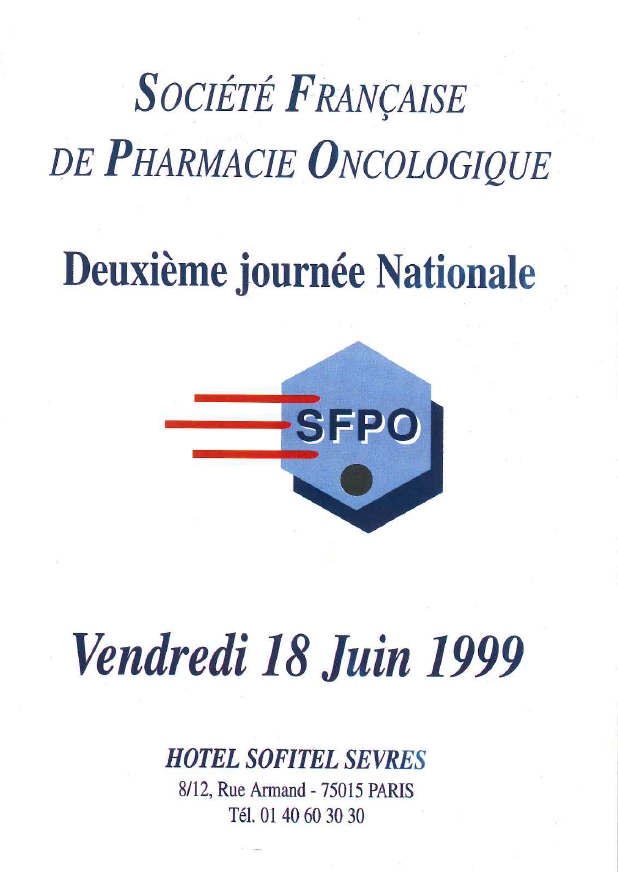 SOCIÉTÉ FRANÇAISE
DE PHARMACIE ONCOLOGIQUE
Deuxième journée Nationale
SFPO
Vendredi 18 Juin 1999
HOTEL SOFITEL SEVRES
8/12, Rue Armand - 75015 PARIS
Tél. 01 40 60 30 30